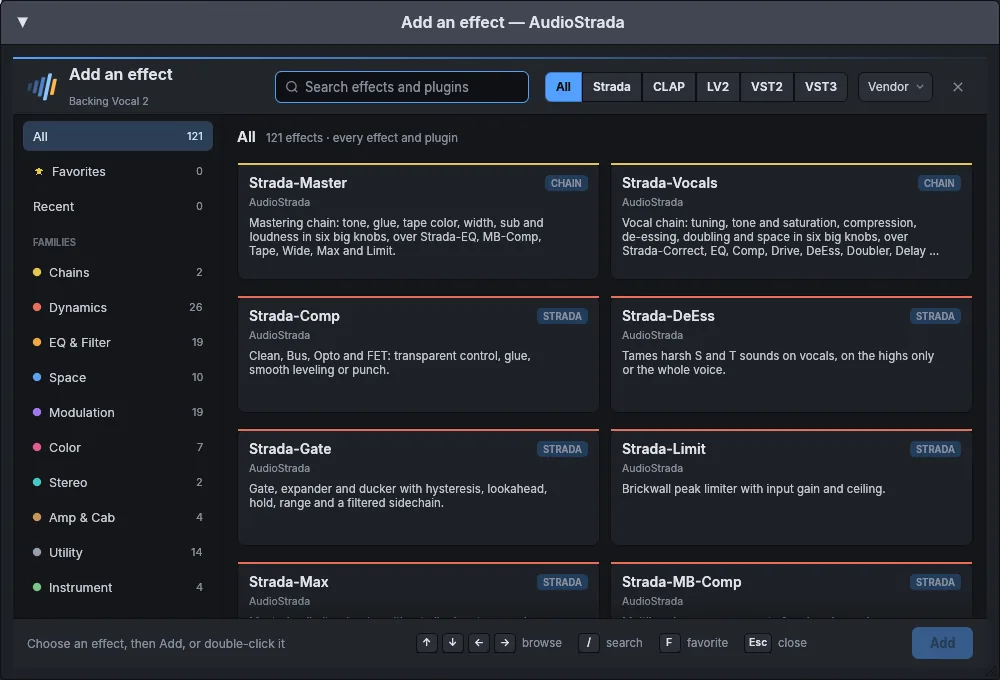 Add an effect — AudioStrada
Add an effect
Backing Vocal 2
Search effects and plugins
All Strada CLAP LV2 VST2 VST3
Vendor
All 121
Favorites 0
Recent 0
FAMILIES
Chains 2
Dynamics 26
EQ & Filter 19
Space 10
Modulation 19
Color 7
Stereo 2
Amp & Cab 4
Utility 14
Instrument 4
All 121 effects · every effect and plugin
Strada-Master CHAIN
AudioStrada
Mastering chain: tone, glue, tape color, width, sub and
loudness in six big knobs, over Strada-EQ, MB-Comp,
Tape, Wide, Max and Limit.
Strada-Vocals CHAIN
AudioStrada
Vocal chain: tuning, tone and saturation, compression,
de-essing, doubling and space in six big knobs, over
Strada-Correct, EQ, Comp, Drive, DeEss, Doubler, Delay ...
Strada-Comp STRADA
AudioStrada
Clean, Bus, Opto and FET: transparent control, glue,
smooth leveling or punch.
Strada-DeEss STRADA
AudioStrada
Tames harsh S and T sounds on vocals, on the highs only
or the whole voice.
Strada-Gate STRADA
AudioStrada
Gate, expander and ducker with hysteresis, lookahead,
hold, range and a filtered sidechain.
Strada-Limit STRADA
AudioStrada
Brickwall peak limiter with input gain and ceiling.
Strada-Max STRADA
AudioStrada
Strada-MB-Comp STRADA
AudioStrada
Choose an effect, then Add, or double-click it
↑ ↓ ← → browse / search F favorite Esc close
Add